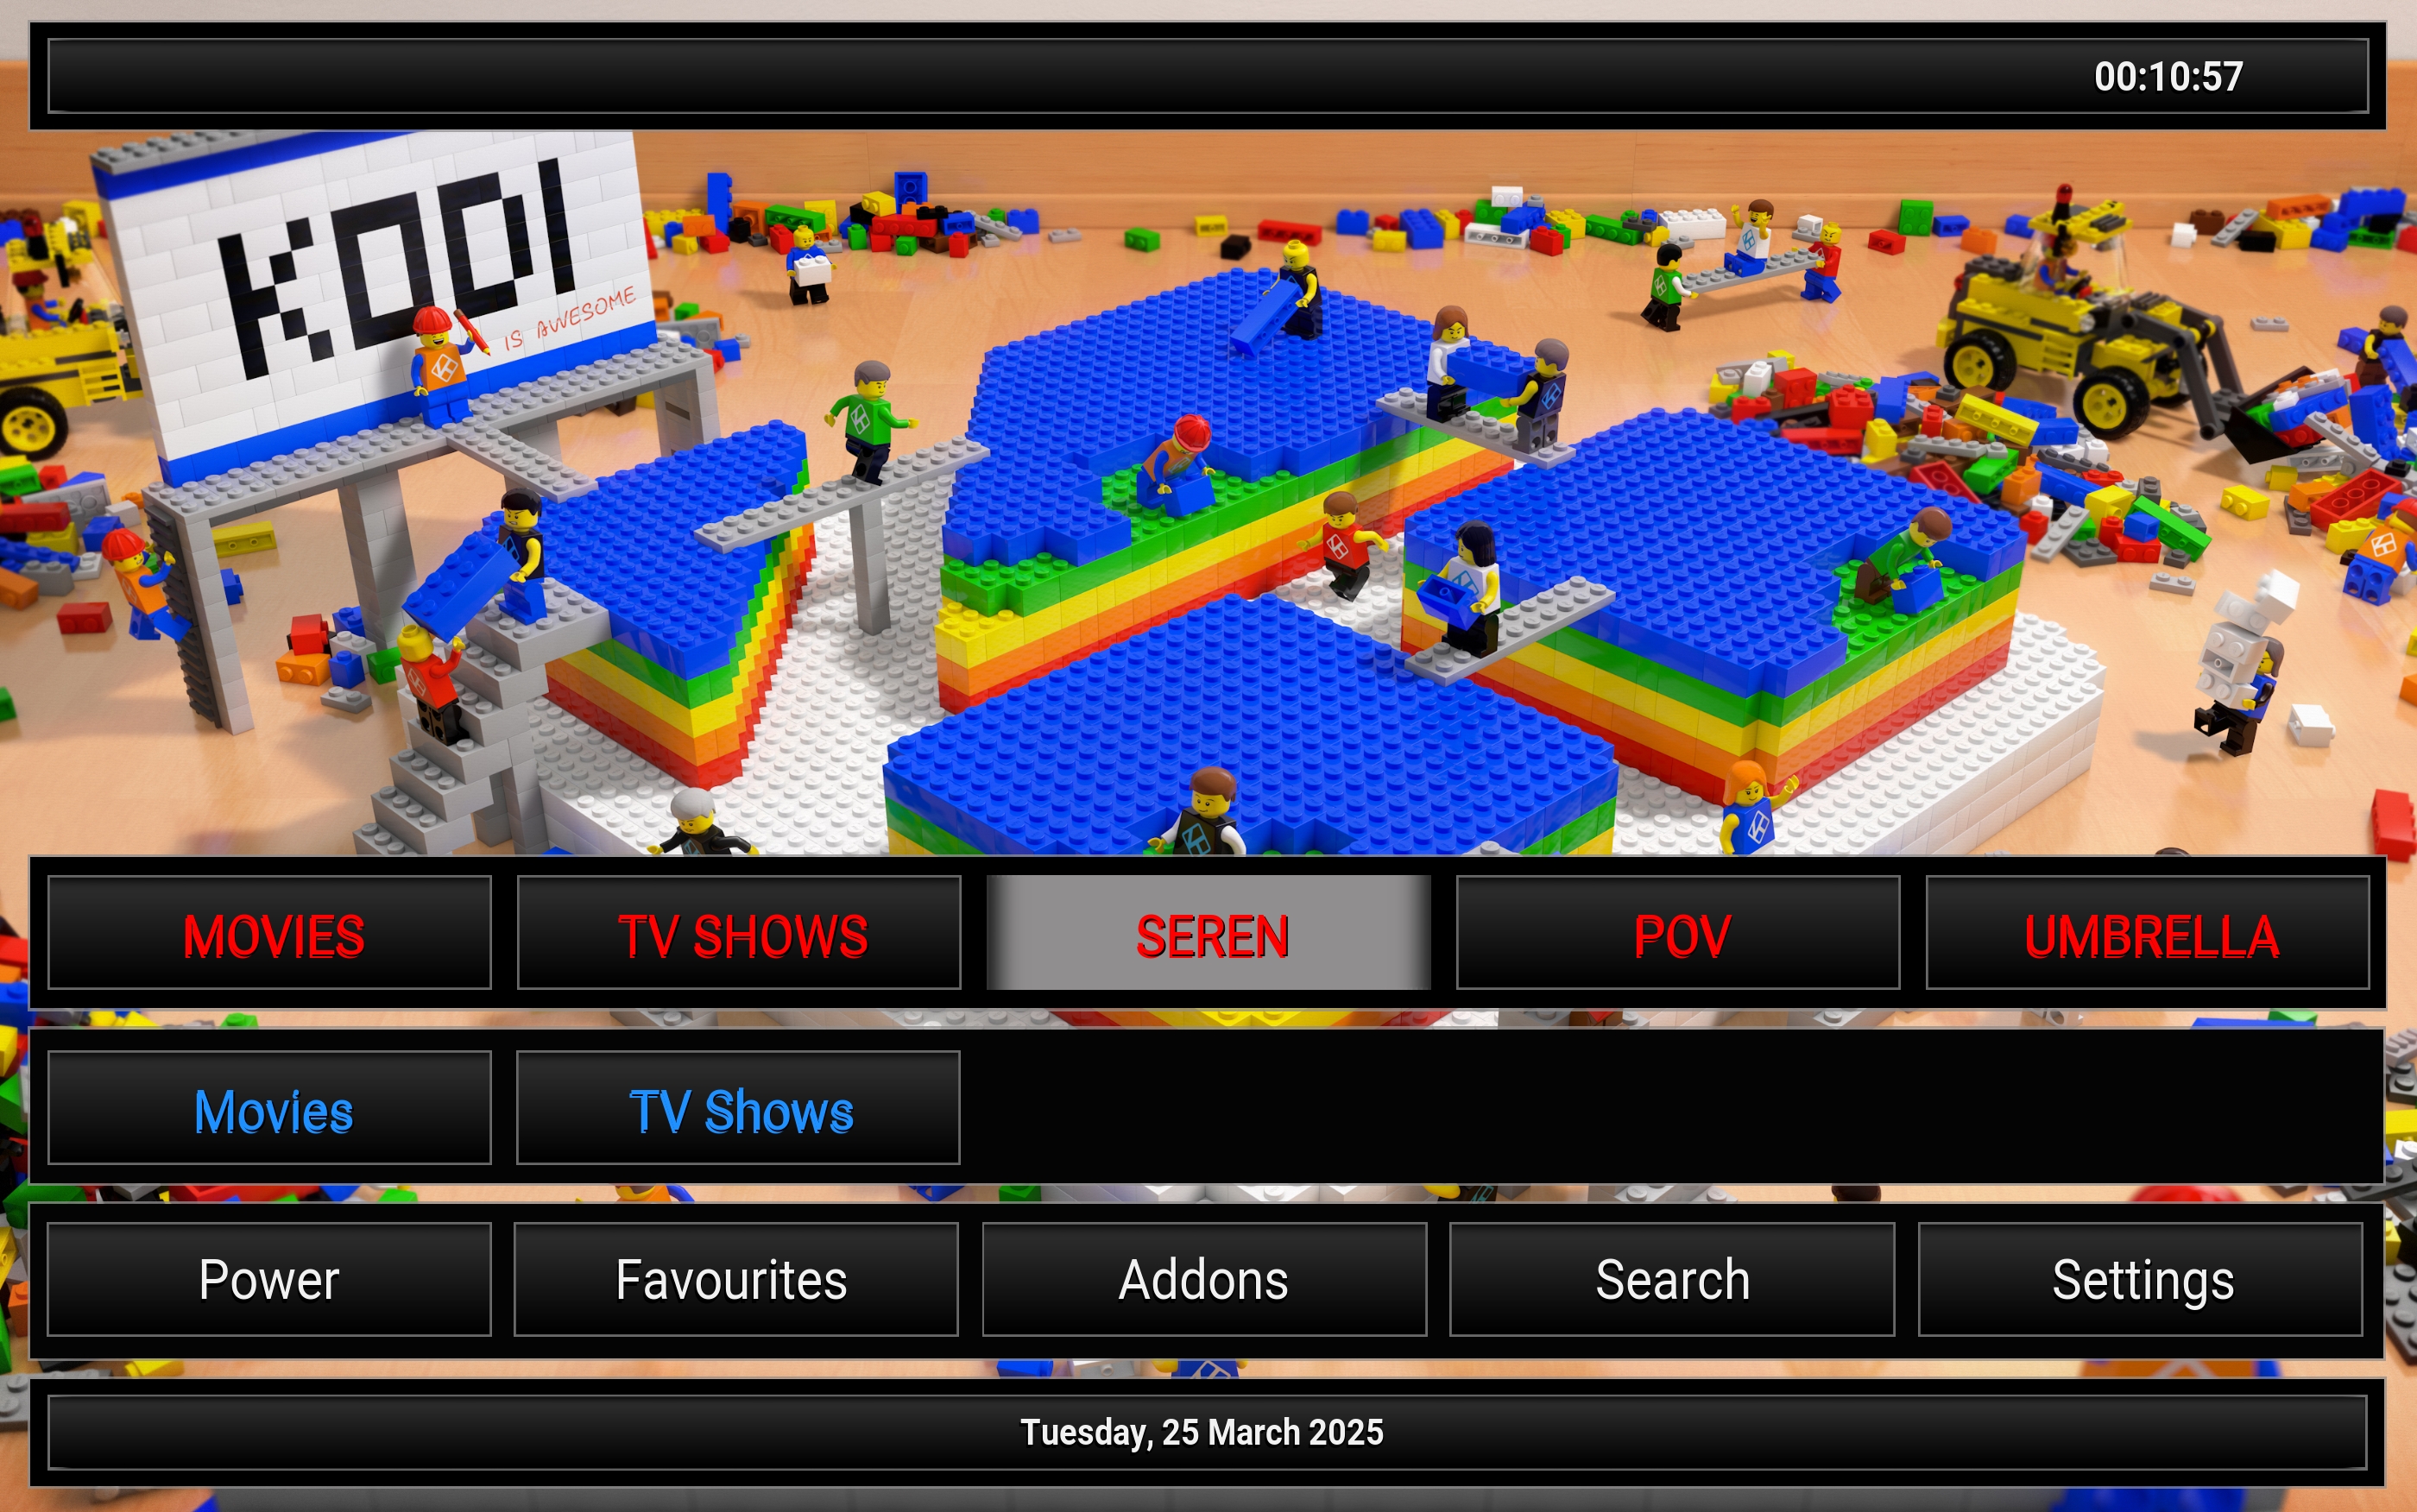 00:10:57
KODI
IS AWESOME
MOVIES TV SHOWS SEREN POV UMBRELLA
Movies TV Shows
Power Favourites Addons Search Settings
Tuesday, 25 March 2025